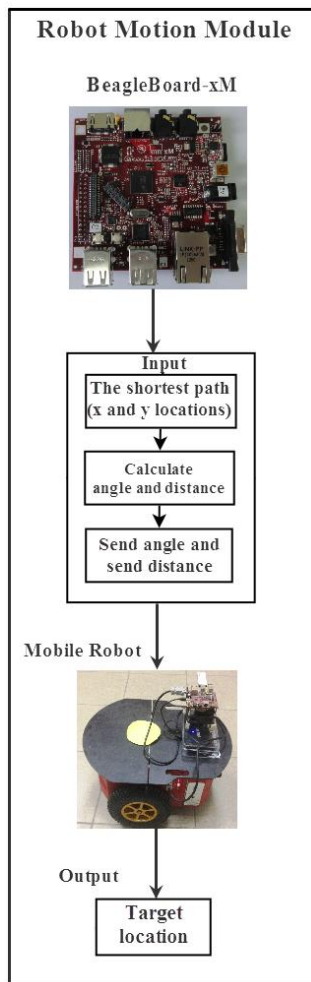 Robot Motion Module
BeagleBoard-xM
Input
The shortest path
(x and y locations)
Calculate
angle and distance
Send angle and
send distance
Mobile Robot
Output
Target
location